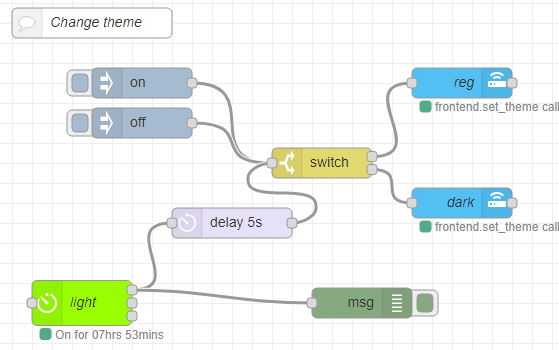 Change theme
on
off
reg
frontend.set_theme call
switch
dark
frontend.set_theme call
delay 5s
light
msg
On for 07hrs 53mins